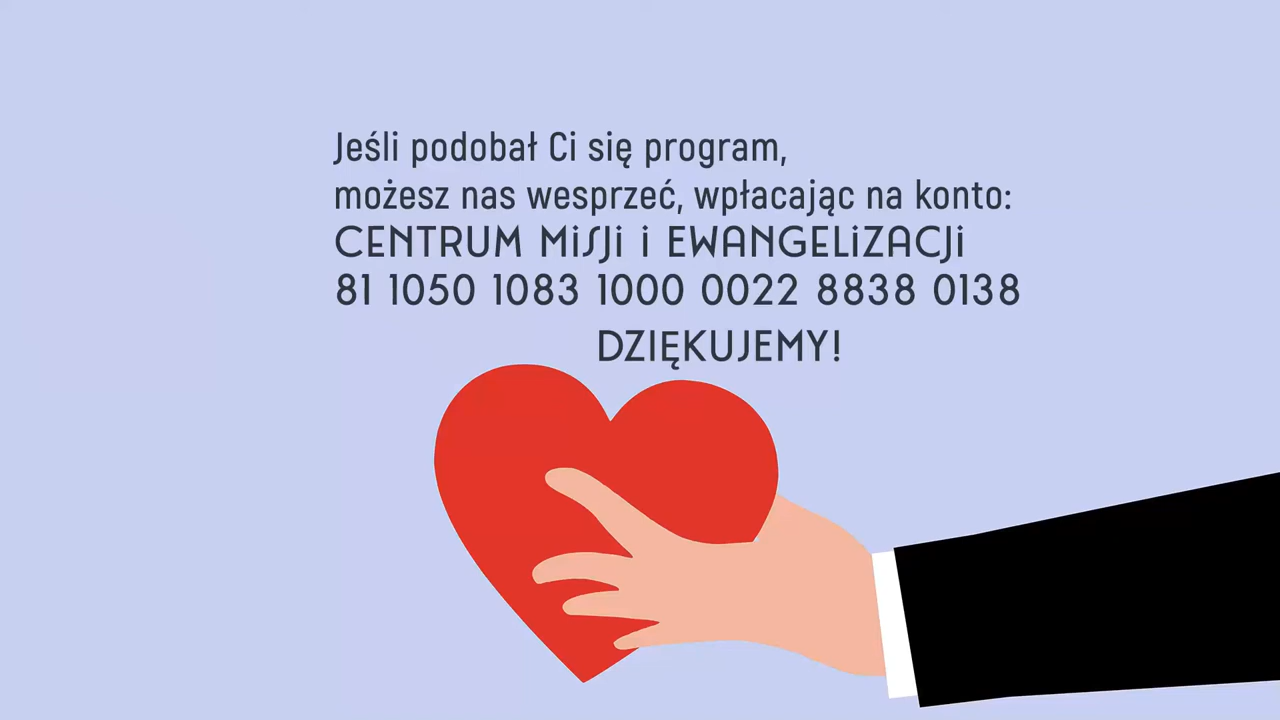 Jeśli podobał Ci się program,
możesz nas wesprzeć, wpłacając na konto:
CENTRUM MiSJi i EWANGELiZACJi
81 1050 1083 1000 0022 8838 0138
DZIĘKUJEMY!